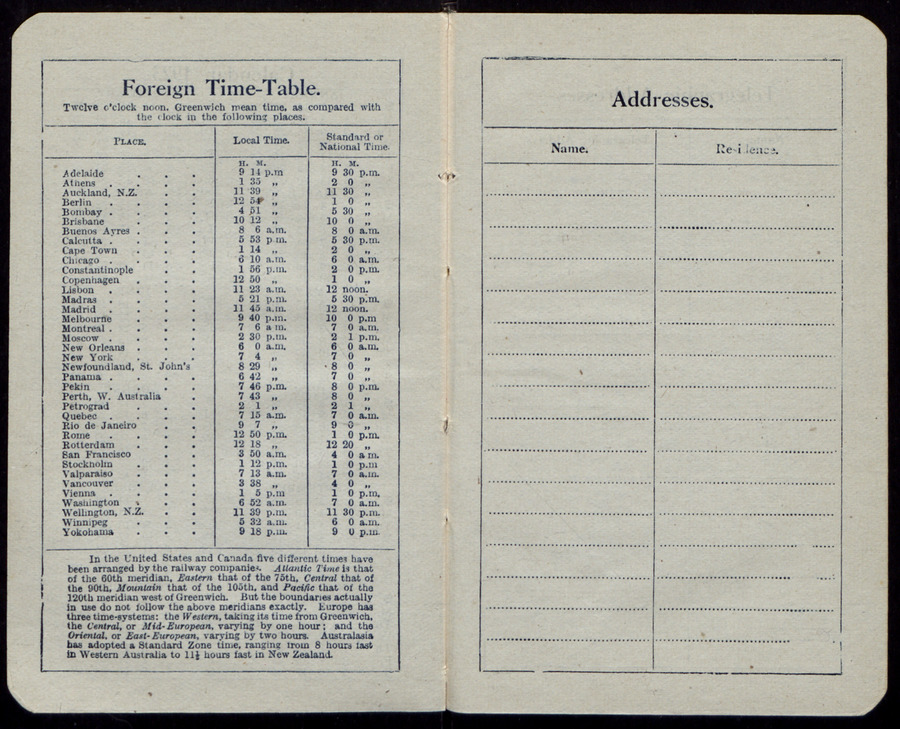 Foreign Time-Table.
Twelve o'clock noon, Greenwich mean time, as compared with
the clock in the following places.
PLACE. Local Time. Standard or National Time.
H. M. H. M.
Adelaide . . . 9 14 p.m 9 30 p.m.
Athens . . . . 1 35 „ 2 0 „
Auckland, N.Z. . . . 11 39 „ 11 30 „
Berlin . . . . 12 54 „ 1 0 „
Bombay . . . . 4 51 „ 5 30 „
Brisbane . . . 10 12 „ 10 0 „
Buenos Ayres . . . 8 6 a.m. 8 0 a.m.
Calcutta . . . . 5 53 p.m. 5 30 p.m.
Cape Town . . . 1 14 „ 2 0 „
Chicago . . . . 6 10 a.m. 6 0 a.m.
Constantinople . . 1 56 p.m. 2 0 p.m.
Copenhagen . . . 12 50 „ 1 0 „
Lisbon . . . . 11 23 a.m. 12 noon.
Madras . . . . 5 21 p.m. 5 30 p.m.
Madrid . . . . 11 45 a.m. 12 noon.
Melbourne . . . 9 40 p.m. 10 0 p.m
Montreal . . . . 7 6 a m. 7 0 a.m.
Moscow . . . . 2 30 p.m. 2 1 p.m.
New Orleans . . . 6 0 a.m. 6 0 a.m.
New York . . . 7 4 „ 7 0 „
Newfoundland, St. John's 8 29 „ 8 0 „
Panama . . . . 6 42 „ 7 0 „
Pekin . . . . 7 46 p.m. 8 0 p.m.
Perth, W. Australia . 7 43 „ 8 0 „
Petrograd . . . 2 1 „ 2 1 „
Quebec . . . . 7 15 a.m. 7 0 a.m.
Rio de Janeiro . . 9 7 „ 9 0 „
Rome . . . . 12 50 p.m. 1 0 p.m.
Rotterdam . . . 12 18 „ 12 20 „
San Francisco . . 3 50 a.m. 4 0 a m.
Stockholm . . . 1 12 p.m. 1 0 p.m
Valparaiso . . . 7 13 a.m. 7 0 a.m.
Vancouver . . . 3 38 „ 4 0 „
Vienna . . . . 1 5 p.m 1 0 p.m.
Washington . . . 6 52 a.m. 7 0 a.m.
Wellington, N.Z. . . . 11 39 p.m. 11 30 p.m.
Winnipeg . . . 5 32 a.m. 6 0 a.m.
Yokohama . . . 9 18 p.m. 9 0 p.m.
In the United States and Canada five different times have
been arranged by the railway companies. Atlantic Time is that
of the 60th meridian, Eastern that of the 75th, Central that of
the 90th, Mountain that of the 105th, and Pacific that of the
120th meridian west of Greenwich. But the boundaries actually
in use do not follow the above meridians exactly. Europe has
three time-systems: the Western, taking its time from Greenwich,
the Central, or Mid-European, varying by one hour; and the
Oriental, or East-European, varying by two hours. Australasia
has adopted a Standard Zone time, ranging from 8 hours fast
in Western Australia to 11½ hours fast in New Zealand.
Addresses.
Name. Residence.